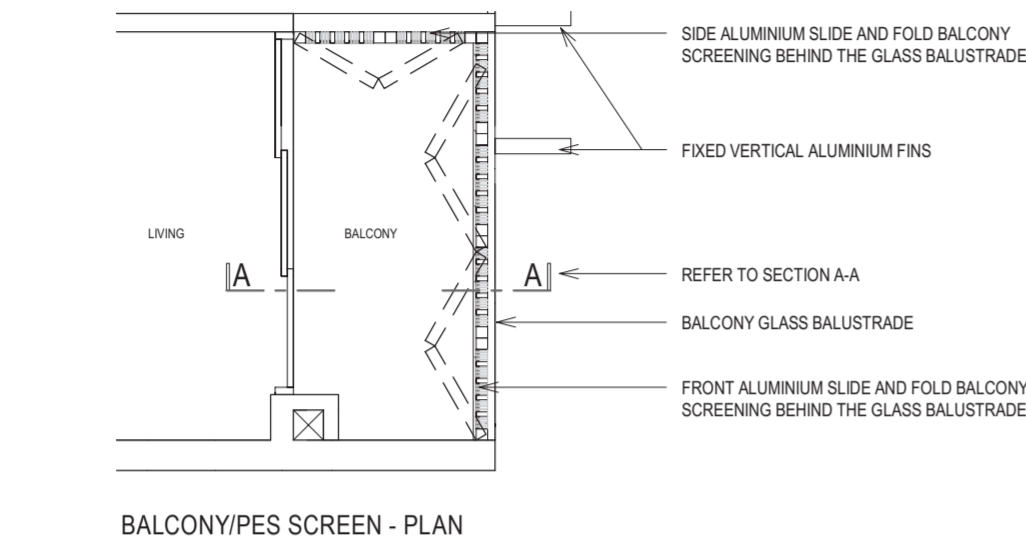 SIDE ALUMINIUM SLIDE AND FOLD BALCONY
SCREENING BEHIND THE GLASS BALUSTRADE
FIXED VERTICAL ALUMINIUM FINS
LIVING
BALCONY
A
A
REFER TO SECTION A-A
BALCONY GLASS BALUSTRADE
FRONT ALUMINIUM SLIDE AND FOLD BALCONY
SCREENING BEHIND THE GLASS BALUSTRADE
BALCONY/PES SCREEN - PLAN